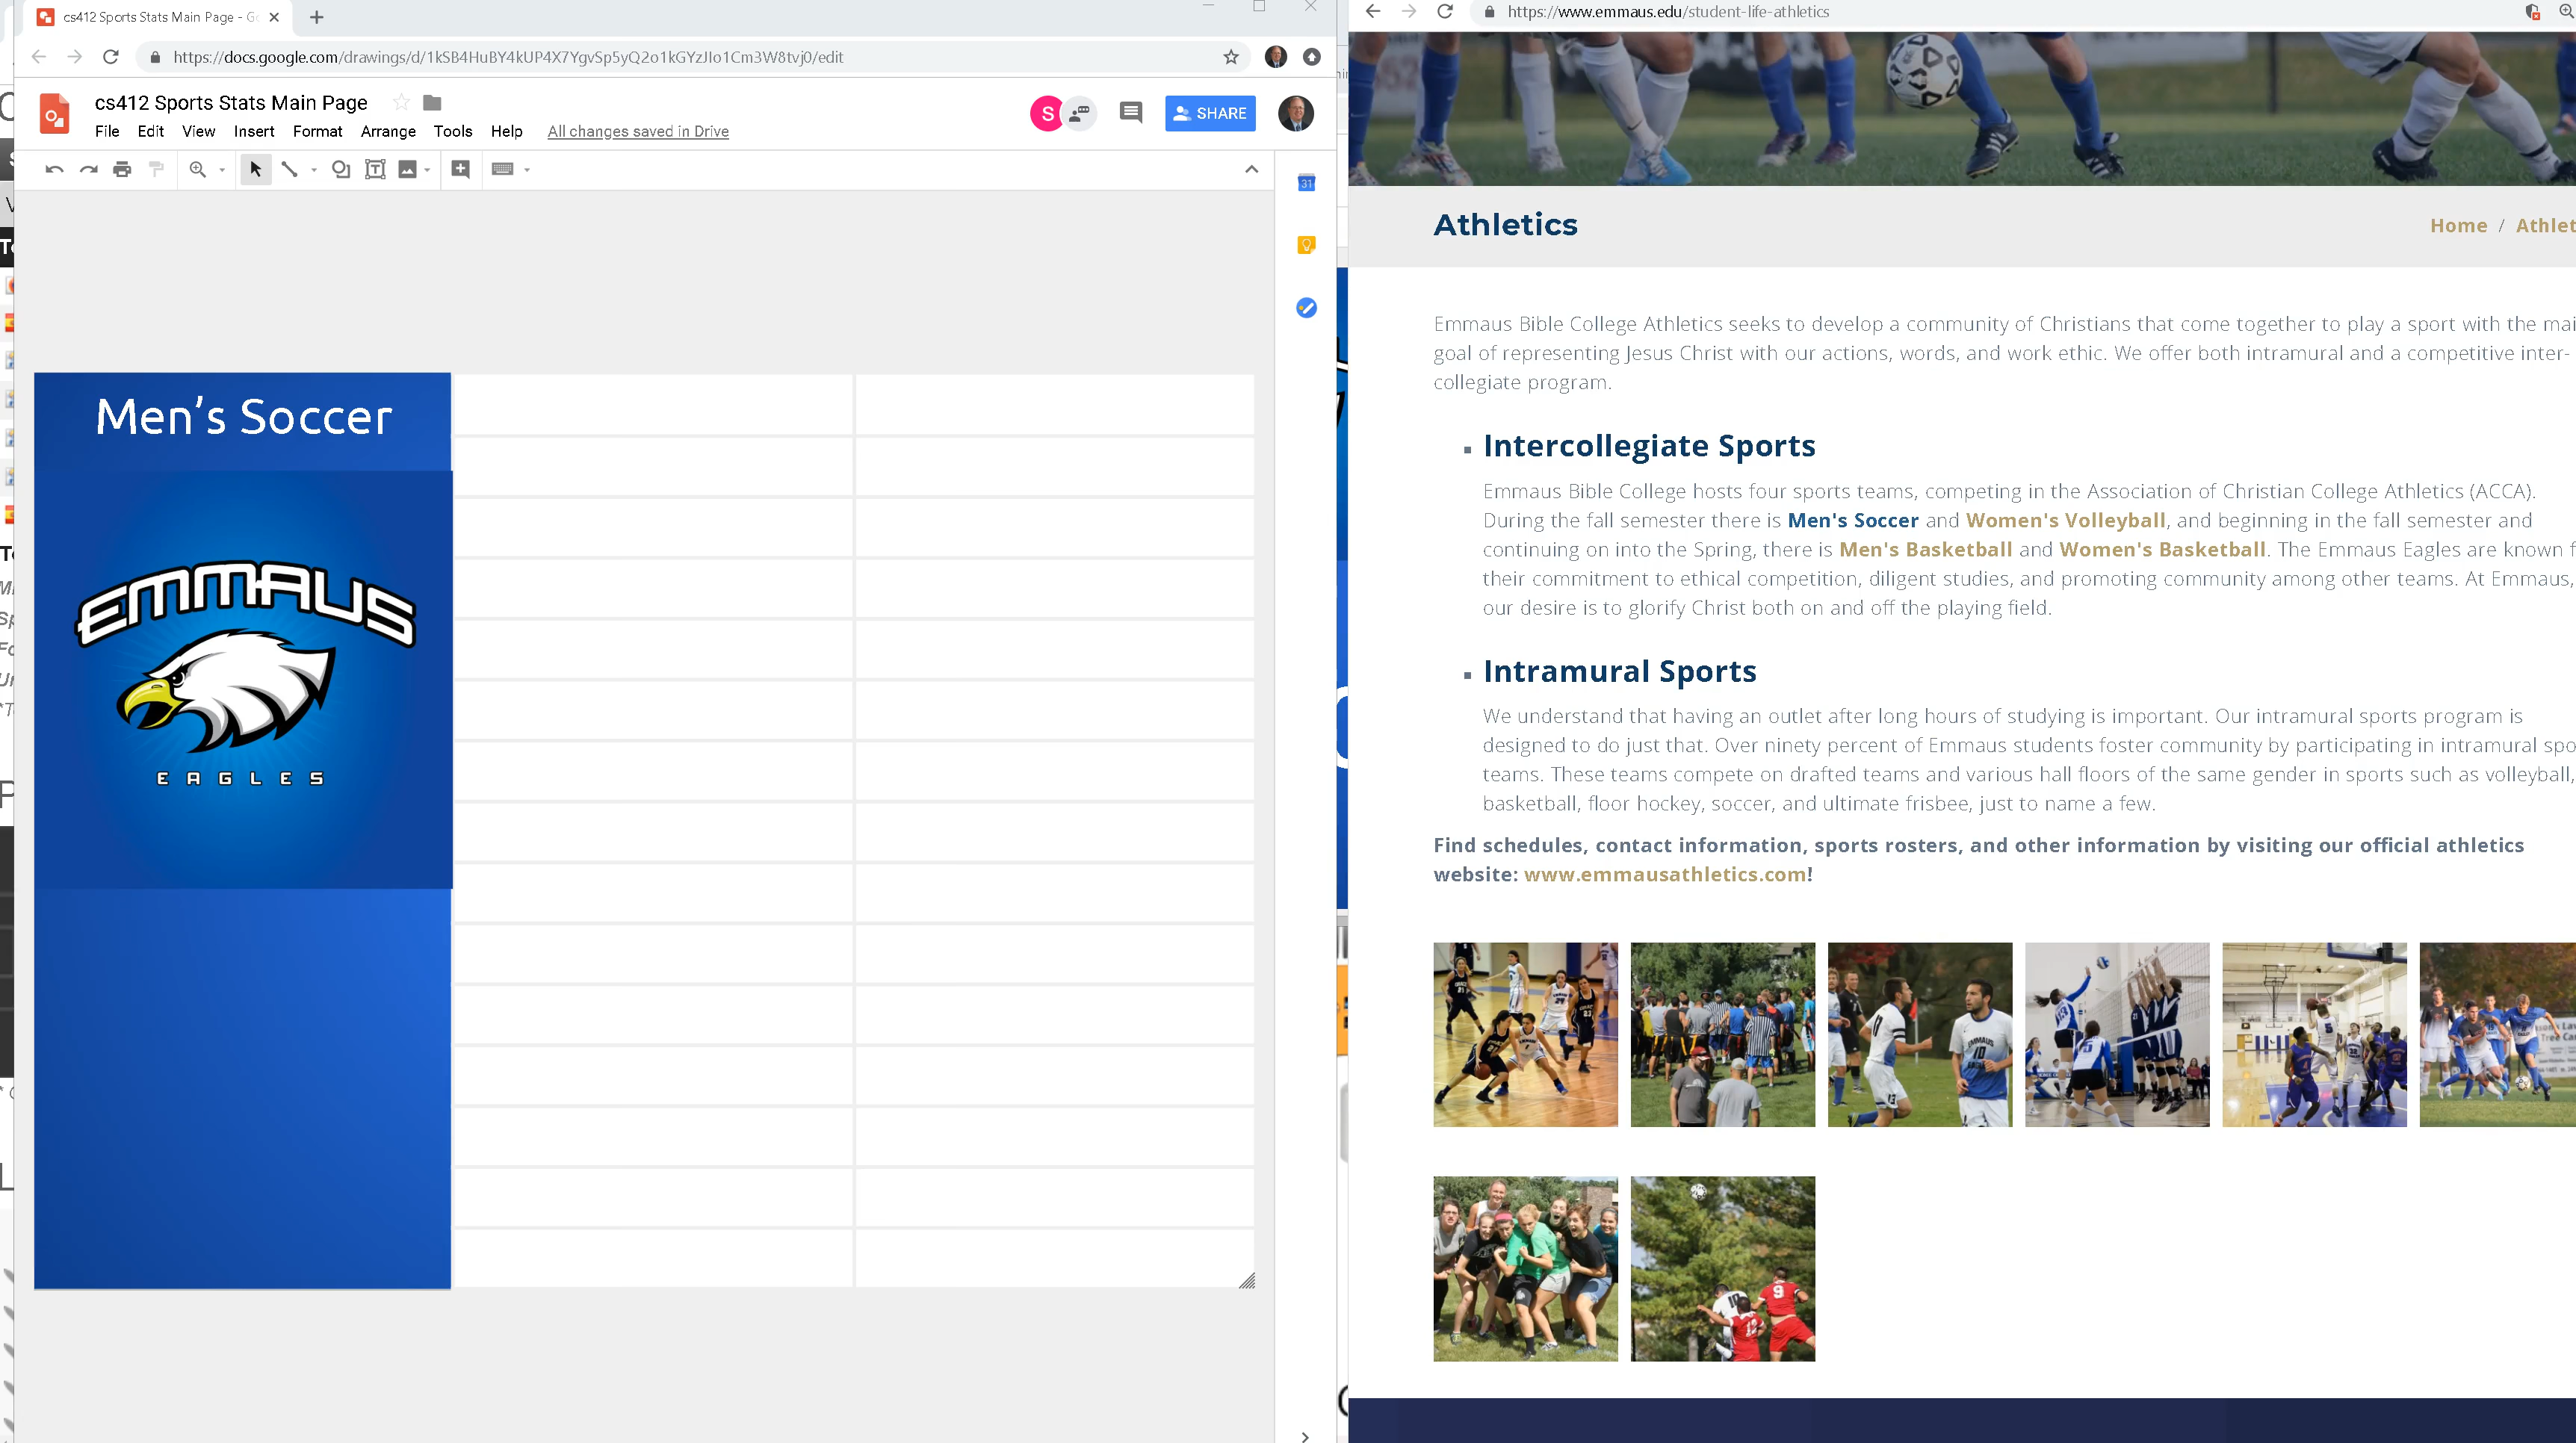 cs412 Sports Stats Main Page - G
https://docs.google.com/drawings/d/1kSB4HuBY4kUP4X7YgvSp5yQ2o1kGYzJIo1Cm3W8tvj0/edit
cs412 Sports Stats Main Page
File Edit View Insert Format Arrange Tools Help All changes saved in Drive
S
SHARE
31
Men's Soccer
EMMAUS
EAGLES
https://www.emmaus.edu/student-life-athletics
Athletics
Home / Athlet
Emmaus Bible College Athletics seeks to develop a community of Christians that come together to play a sport with the mai
goal of representing Jesus Christ with our actions, words, and work ethic. We offer both intramural and a competitive inter-
collegiate program.
Intercollegiate Sports
Emmaus Bible College hosts four sports teams, competing in the Association of Christian College Athletics (ACCA).
During the fall semester there is Men's Soccer and Women's Volleyball, and beginning in the fall semester and
continuing on into the Spring, there is Men's Basketball and Women's Basketball. The Emmaus Eagles are known f
their commitment to ethical competition, diligent studies, and promoting community among other teams. At Emmaus,
our desire is to glorify Christ both on and off the playing field.
Intramural Sports
We understand that having an outlet after long hours of studying is important. Our intramural sports program is
designed to do just that. Over ninety percent of Emmaus students foster community by participating in intramural spo
teams. These teams compete on drafted teams and various hall floors of the same gender in sports such as volleyball,
basketball, floor hockey, soccer, and ultimate frisbee, just to name a few.
Find schedules, contact information, sports rosters, and other information by visiting our official athletics
website: www.emmausathletics.com!